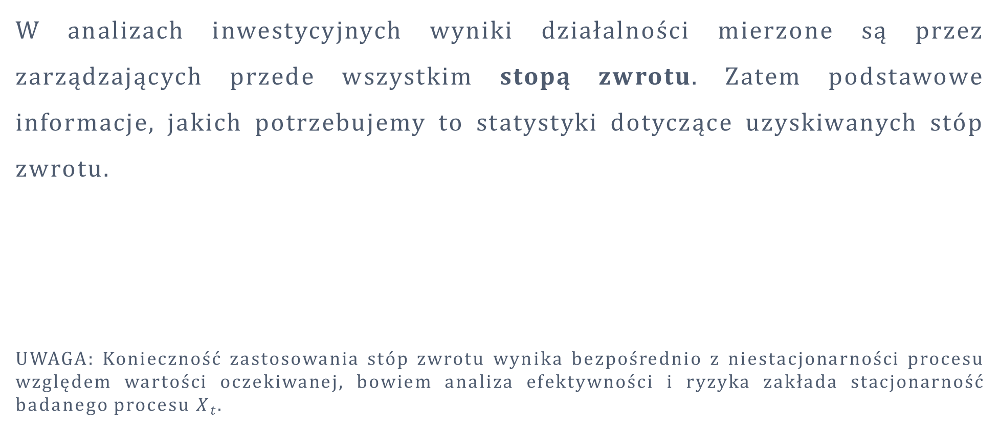 W analizach inwestycyjnych wyniki działalności mierzone są przez
zarządzających przede wszystkim stopą zwrotu. Zatem podstawowe
informacje, jakich potrzebujemy to statystyki dotyczące uzyskiwanych stóp
zwrotu.
UWAGA: Konieczność zastosowania stóp zwrotu wynika bezpośrednio z niestacjonarności procesu
względem wartości oczekiwanej, bowiem analiza efektywności i ryzyka zakłada stacjonarność
badanego procesu X_t.